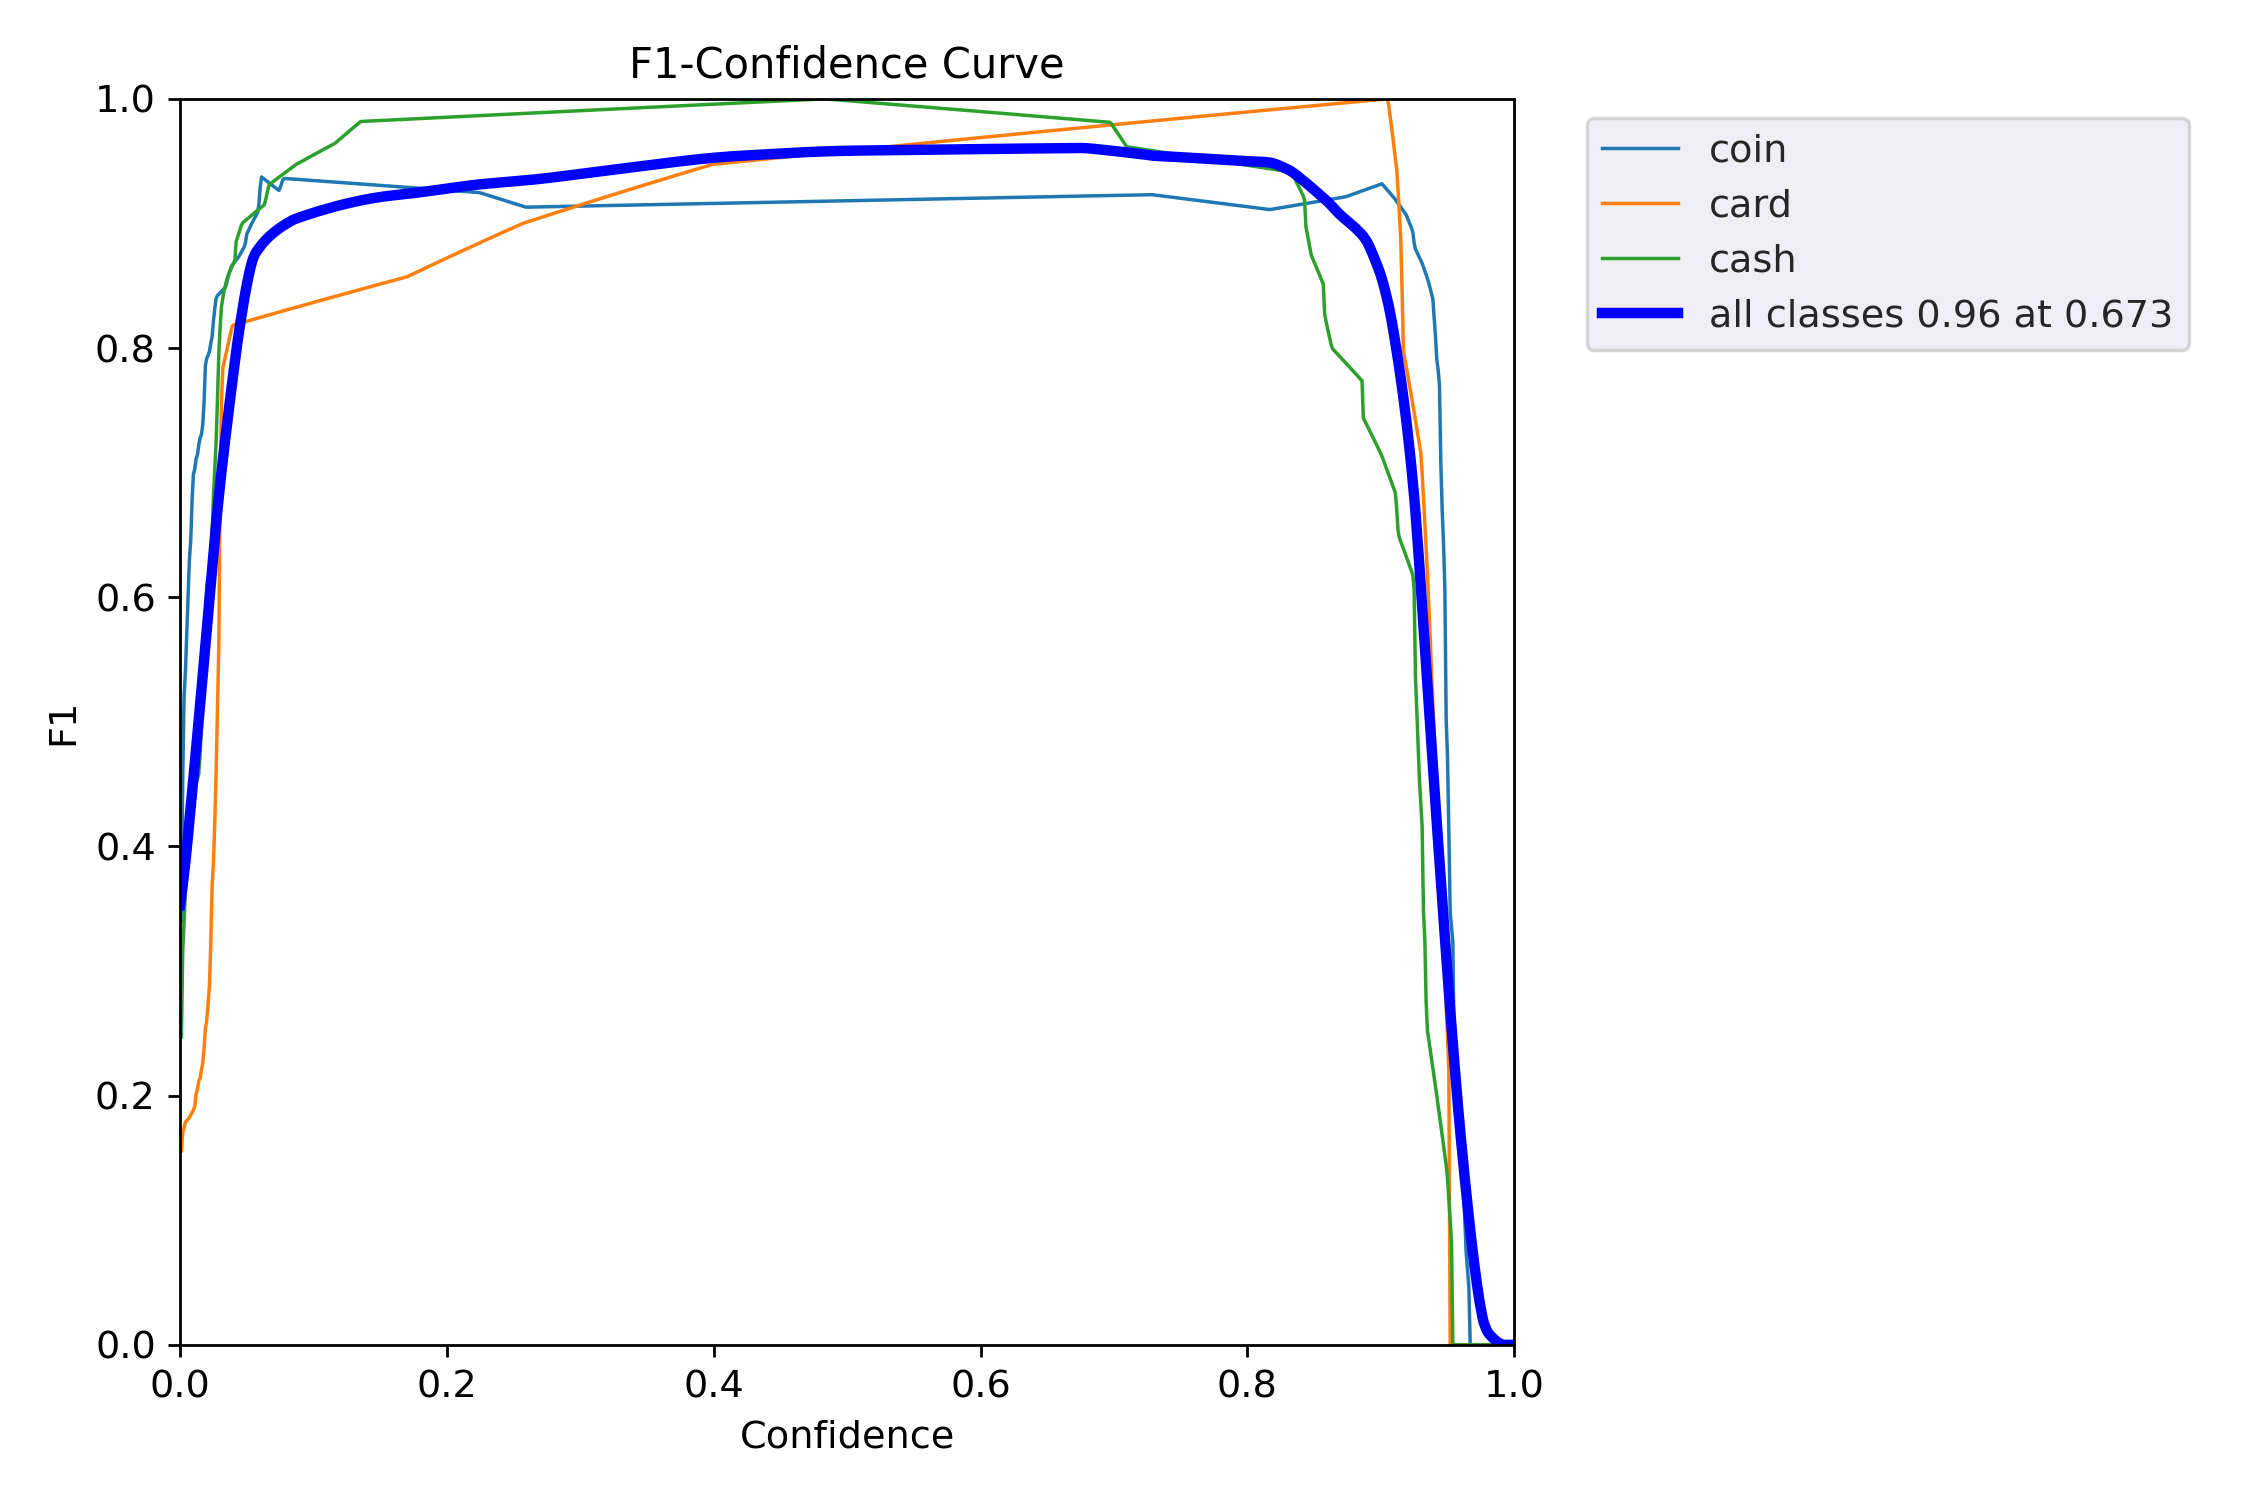 F1-Confidence Curve
1.0
0.8
0.6
0.4
0.2
0.0
F1
0.0 0.2 0.4 0.6 0.8 1.0
Confidence
coin
card
cash
all classes 0.96 at 0.673